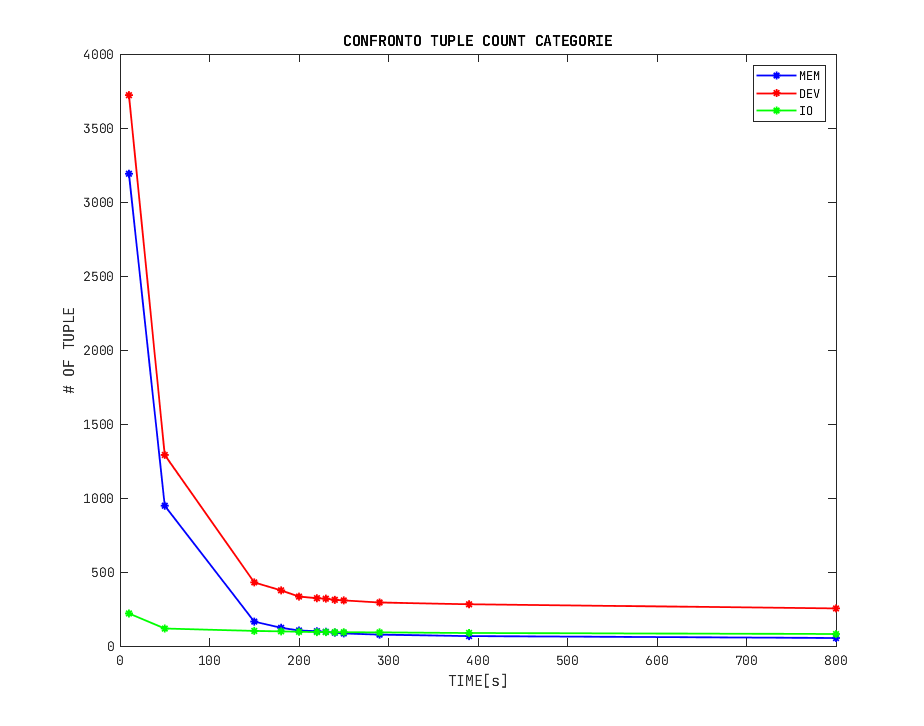 CONFRONTO TUPLE COUNT CATEGORIE
4000
3500
3000
2500
2000
1500
1000
500
0
# OF TUPLE
MEM
DEV
IO
0 100 200 300 400 500 600 700 800
TIME[s]